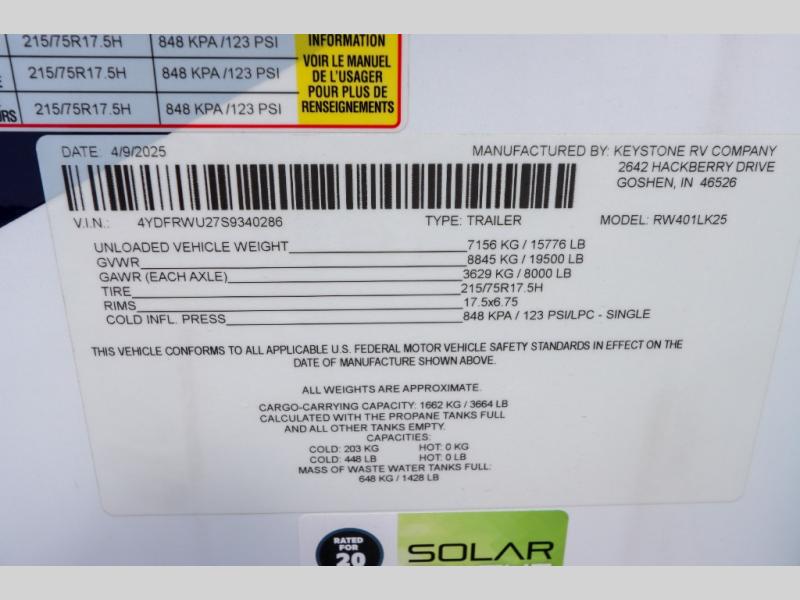 215/75R17.5H 848 KPA /123 PSI INFORMATION
215/75R17.5H 848 KPA /123 PSI VOIR LE MANUEL
DE L'USAGER
POUR PLUS DE
215/75R17.5H 848 KPA /123 PSI RENSEIGNEMENTS
DATE: 4/9/2025 MANUFACTURED BY: KEYSTONE RV COMPANY
2642 HACKBERRY DRIVE
GOSHEN, IN 46526
V.I.N.: 4YDFRWU27S9340286 TYPE: TRAILER MODEL: RW401LK25
UNLOADED VEHICLE WEIGHT 7156 KG / 15776 LB
GVWR 8845 KG / 19500 LB
GAWR (EACH AXLE) 3629 KG / 8000 LB
TIRE 215/75R17.5H
RIMS 17.5x6.75
COLD INFL. PRESS 848 KPA / 123 PSI/LPC - SINGLE
THIS VEHICLE CONFORMS TO ALL APPLICABLE U.S. FEDERAL MOTOR VEHICLE SAFETY STANDARDS IN EFFECT ON THE
DATE OF MANUFACTURE SHOWN ABOVE.
ALL WEIGHTS ARE APPROXIMATE.
CARGO-CARRYING CAPACITY: 1662 KG / 3664 LB
CALCULATED WITH THE PROPANE TANKS FULL
AND ALL OTHER TANKS EMPTY.
CAPACITIES:
COLD: 203 KG HOT: 0 KG
COLD: 448 LB HOT: 0 LB
MASS OF WASTE WATER TANKS FULL:
648 KG / 1428 LB
RATED
FOR
20
SOLAR